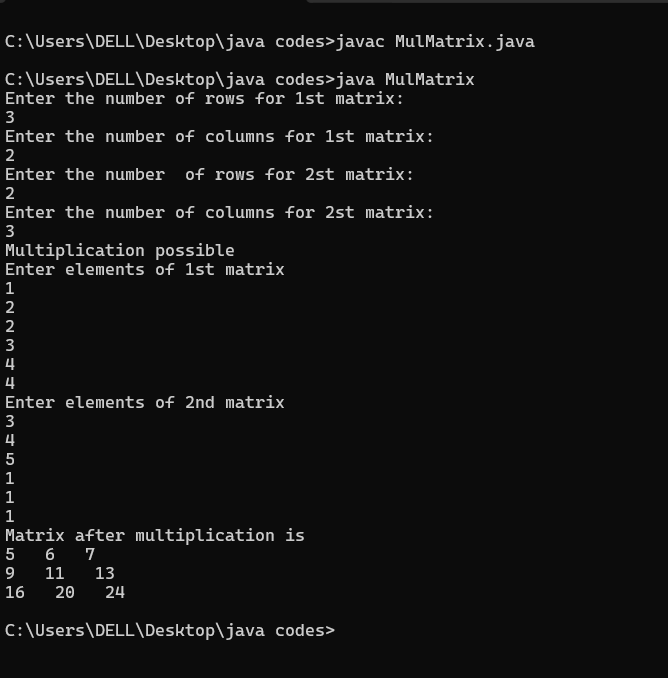 C:\Users\DELL\Desktop\java codes>javac MulMatrix.java
C:\Users\DELL\Desktop\java codes>java MulMatrix
Enter the number of rows for 1st matrix:
3
Enter the number of columns for 1st matrix:
2
Enter the number  of rows for 2st matrix:
2
Enter the number of columns for 2st matrix:
3
Multiplication possible
Enter elements of 1st matrix
1
2
2
3
4
4
Enter elements of 2nd matrix
3
4
5
1
1
1
Matrix after multiplication is
5   6   7
9   11   13
16   20   24
C:\Users\DELL\Desktop\java codes>